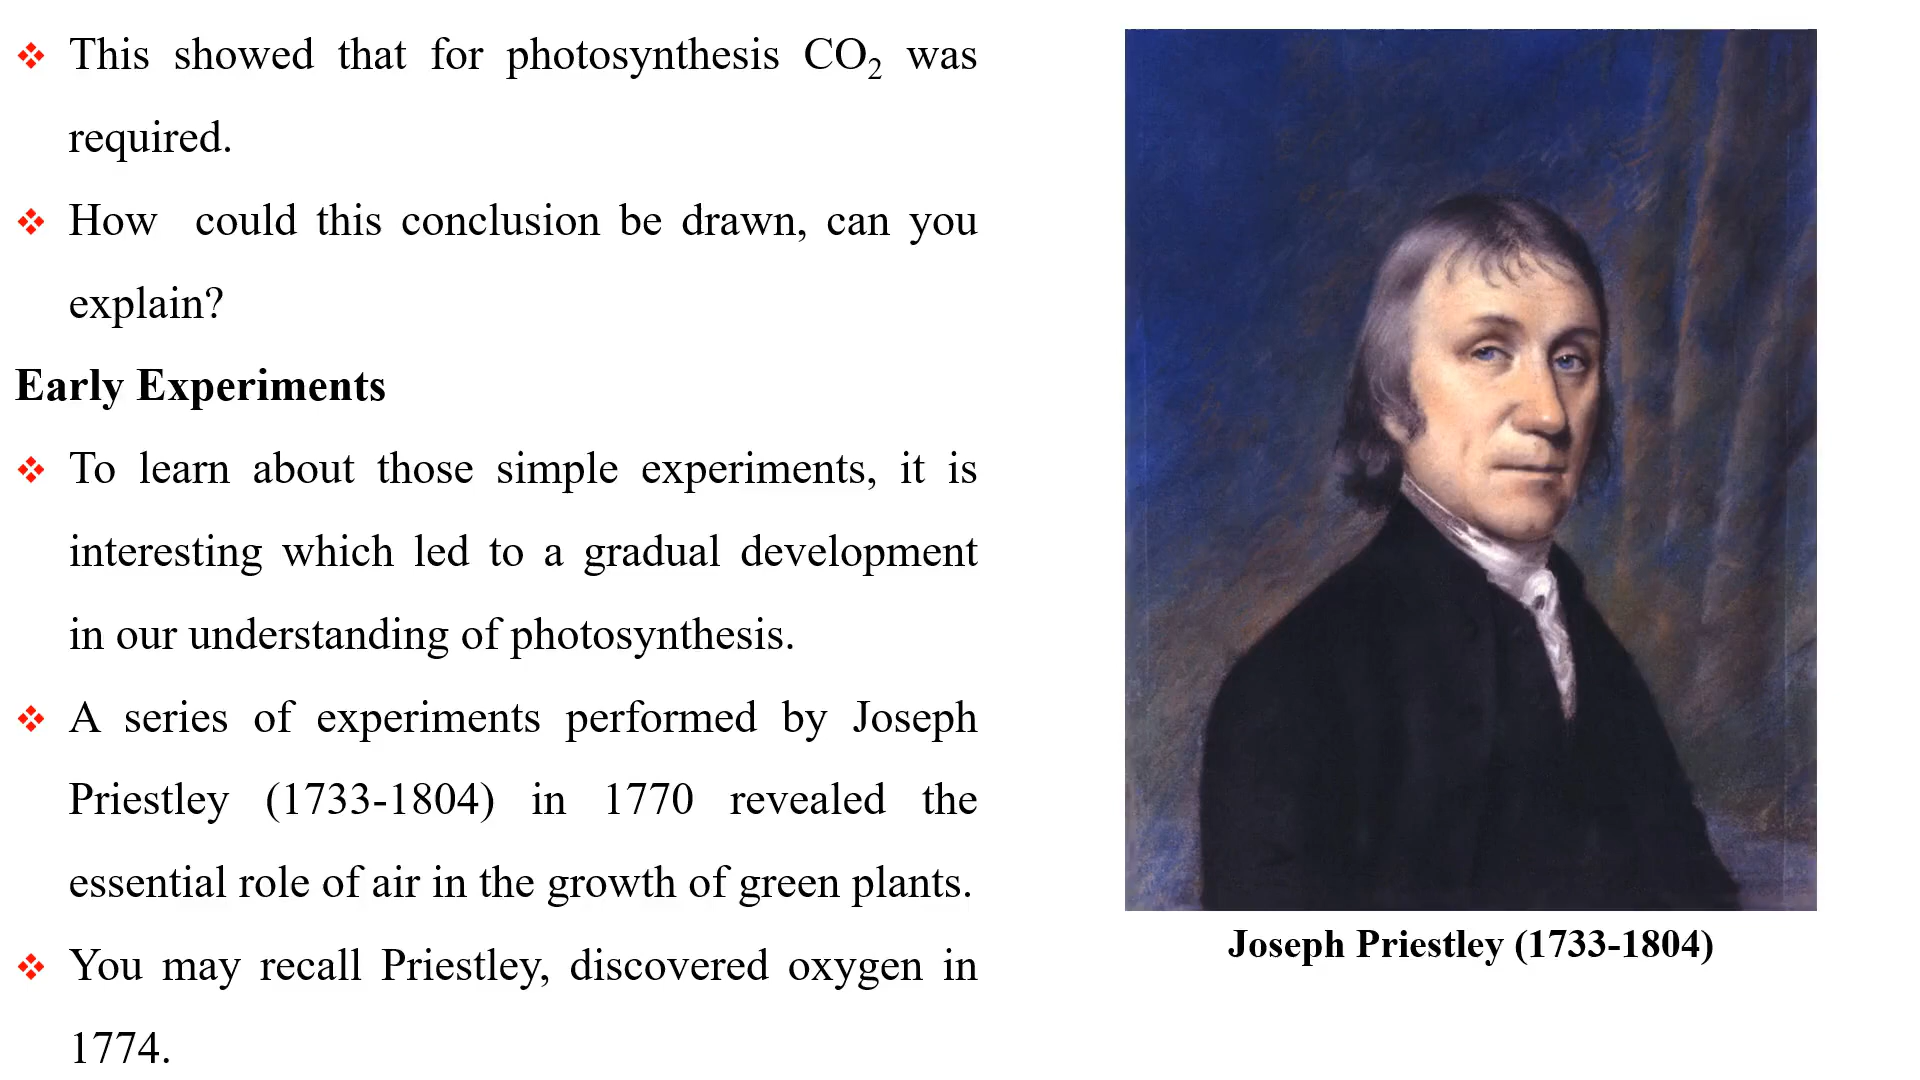 This showed that for photosynthesis CO₂ was
required.
How could this conclusion be drawn, can you
explain?
Early Experiments
To learn about those simple experiments, it is
interesting which led to a gradual development
in our understanding of photosynthesis.
A series of experiments performed by Joseph
Priestley (1733-1804) in 1770 revealed the
essential role of air in the growth of green plants.
You may recall Priestley, discovered oxygen in
1774.
Joseph Priestley (1733-1804)